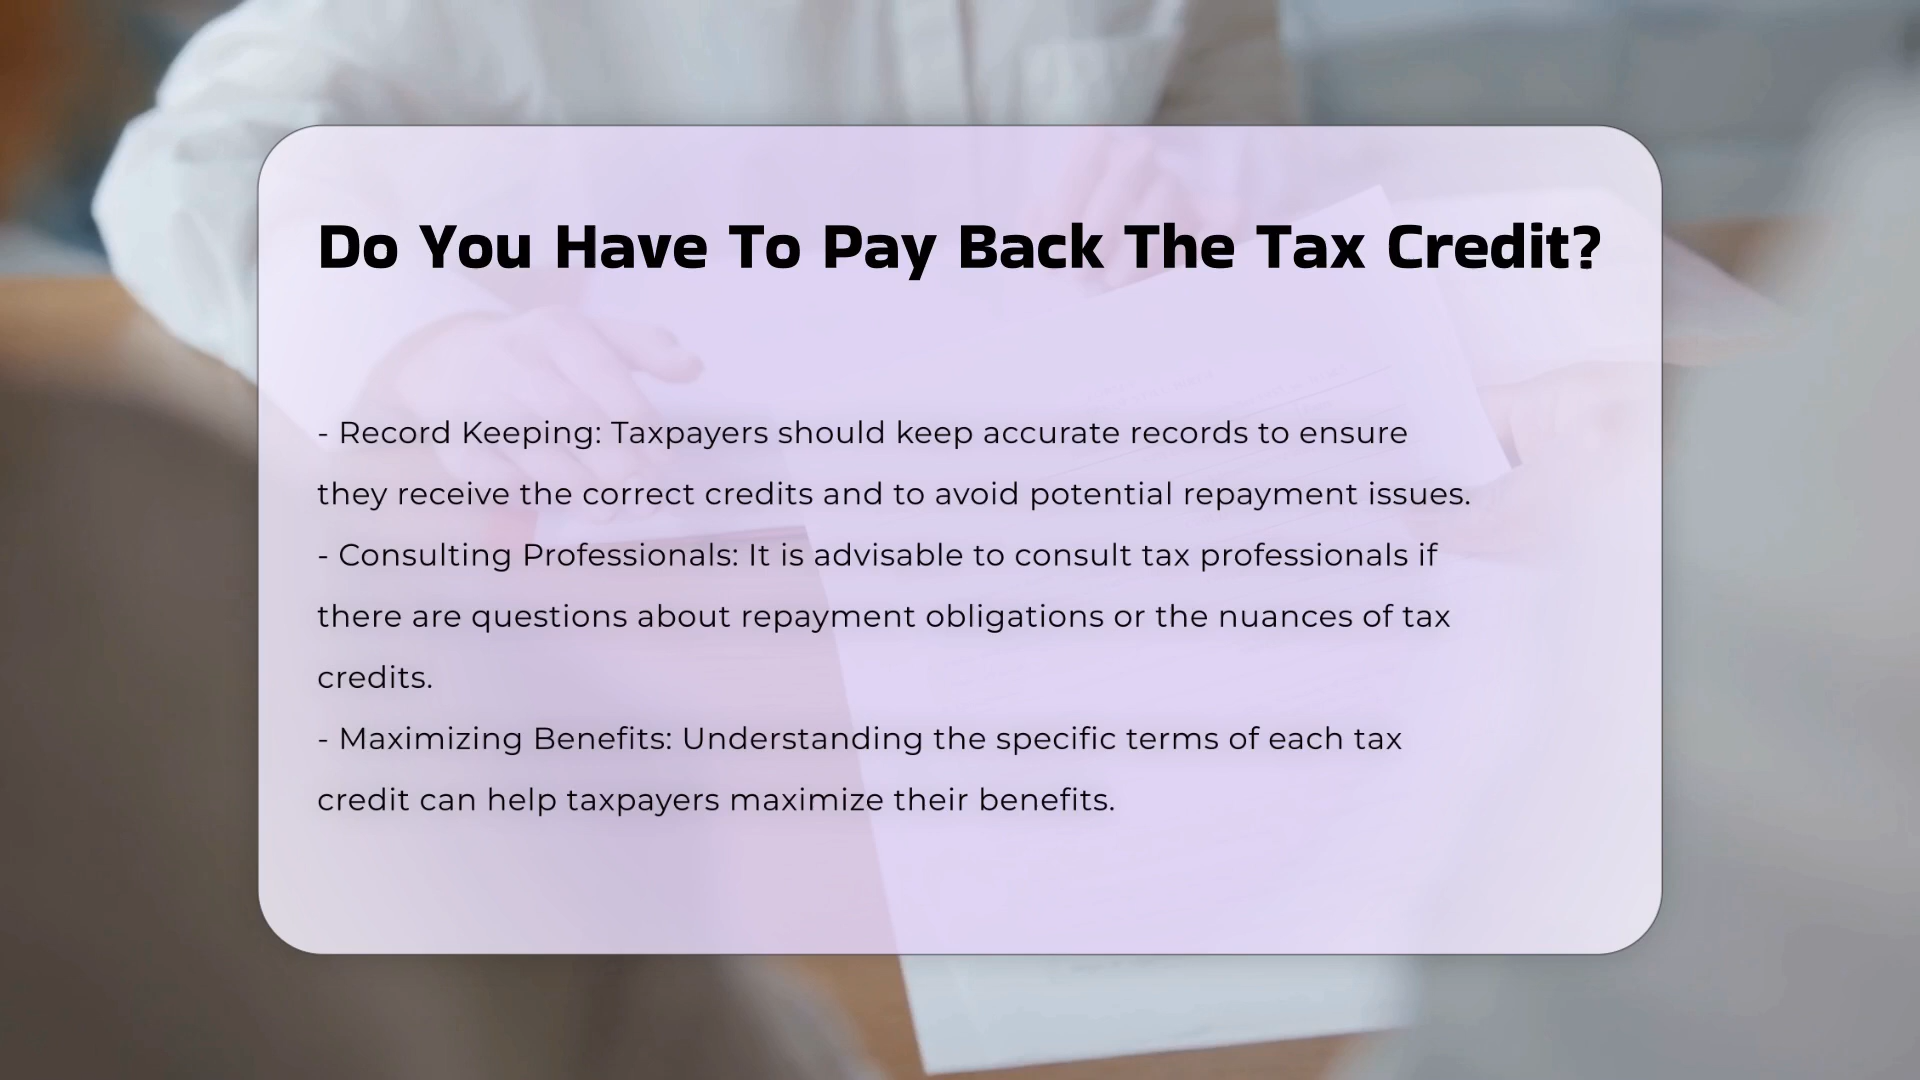 Do You Have To Pay Back The Tax Credit?
- Record Keeping: Taxpayers should keep accurate records to ensure
they receive the correct credits and to avoid potential repayment issues.
- Consulting Professionals: It is advisable to consult tax professionals if
there are questions about repayment obligations or the nuances of tax
credits.
- Maximizing Benefits: Understanding the specific terms of each tax
credit can help taxpayers maximize their benefits.